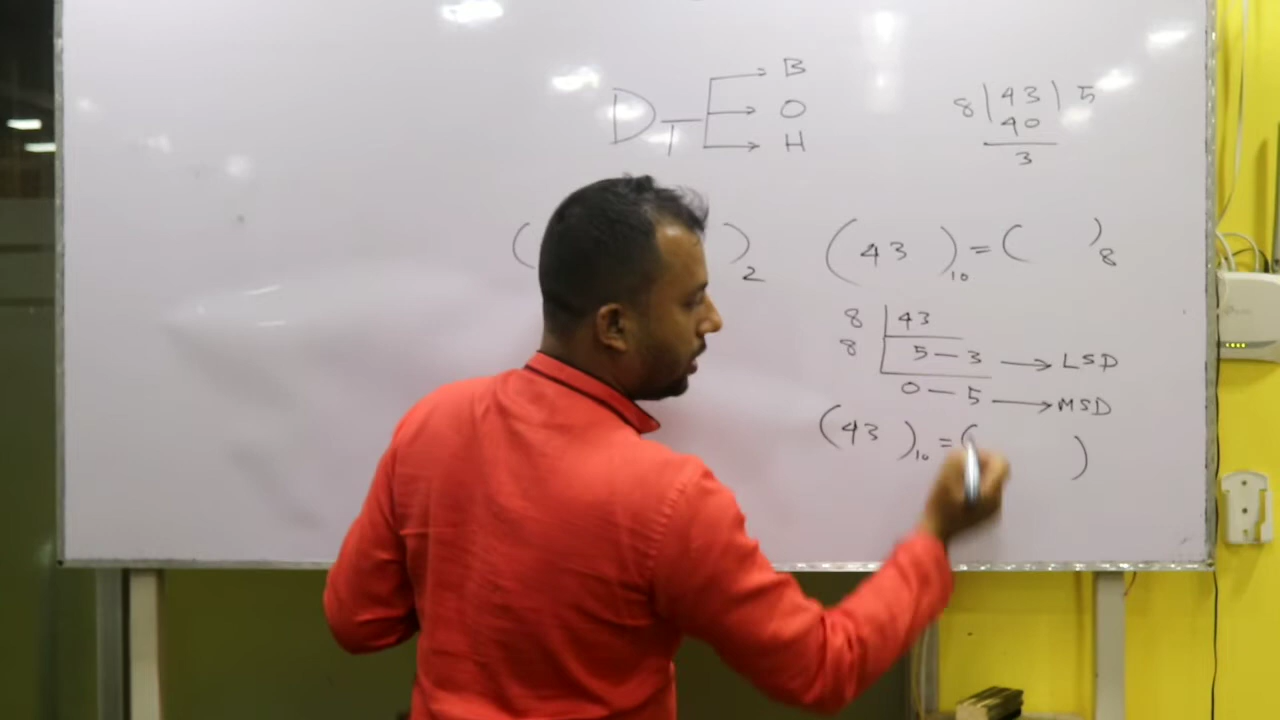 D T → B
→ O
→ H
8 | 43 | 5
40
3
( )2
(43)10 = ( )8
8 | 43
8 | 5 — 3 → LSD
0 — 5 → MSD
(43)10 = ( )